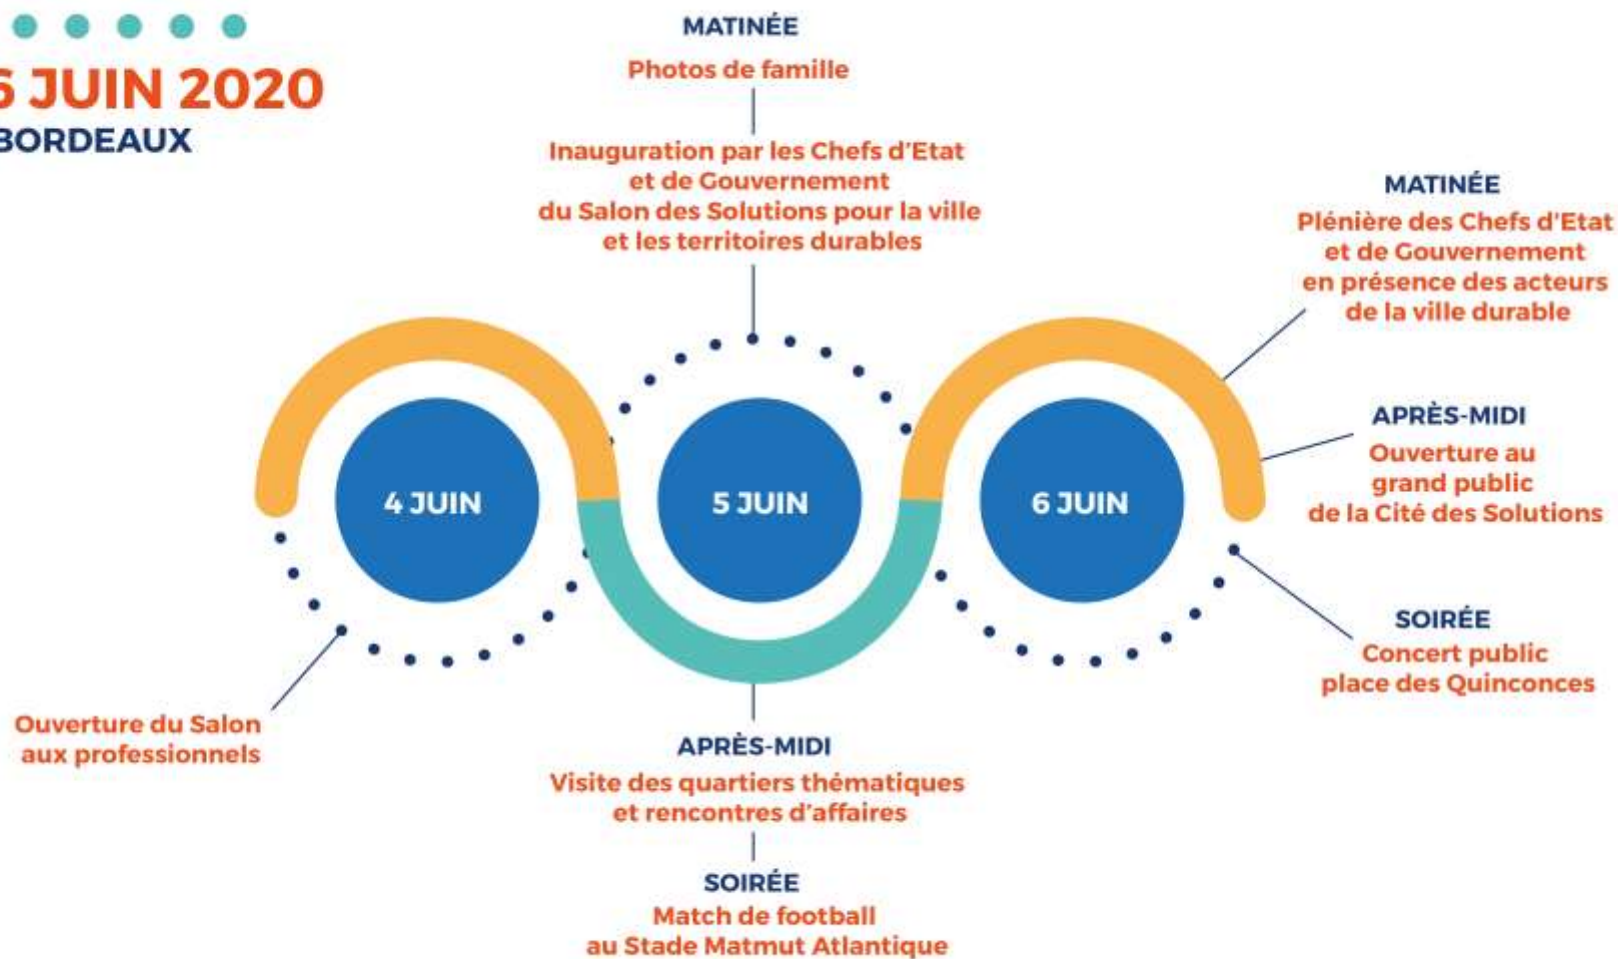 6 JUIN 2020
BORDEAUX
MATINÉE
Photos de famille
Inauguration par les Chefs d'Etat
et de Gouvernement
du Salon des Solutions pour la ville
et les territoires durables
MATINÉE
Plénière des Chefs d'Etat
et de Gouvernement
en présence des acteurs
de la ville durable
APRÈS-MIDI
Ouverture au
grand public
de la Cité des Solutions
4 JUIN
5 JUIN
6 JUIN
SOIRÉE
Concert public
place des Quinconces
Ouverture du Salon
aux professionnels
APRÈS-MIDI
Visite des quartiers thématiques
et rencontres d'affaires
SOIRÉE
Match de football
au Stade Matmut Atlantique